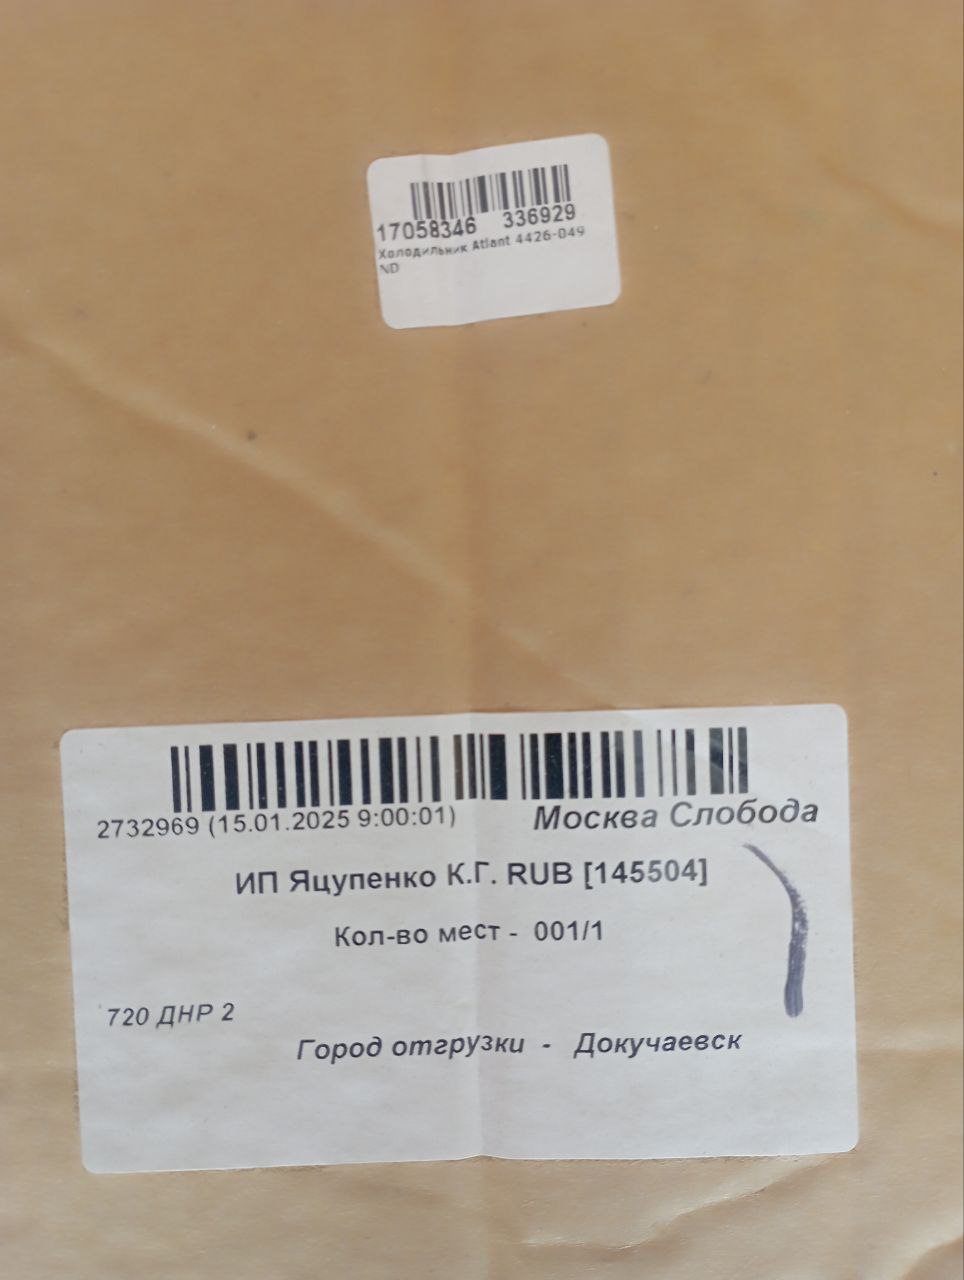 17058346 336929
Холодильник Atlant 4426-049
ND
2732969 (15.01.2025 9:00:01) Москва Слобода
ИП Яцупенко К.Г. RUB [145504]
Кол-во мест - 001/1
720 ДНР 2
Город отгрузки - Докучаевск